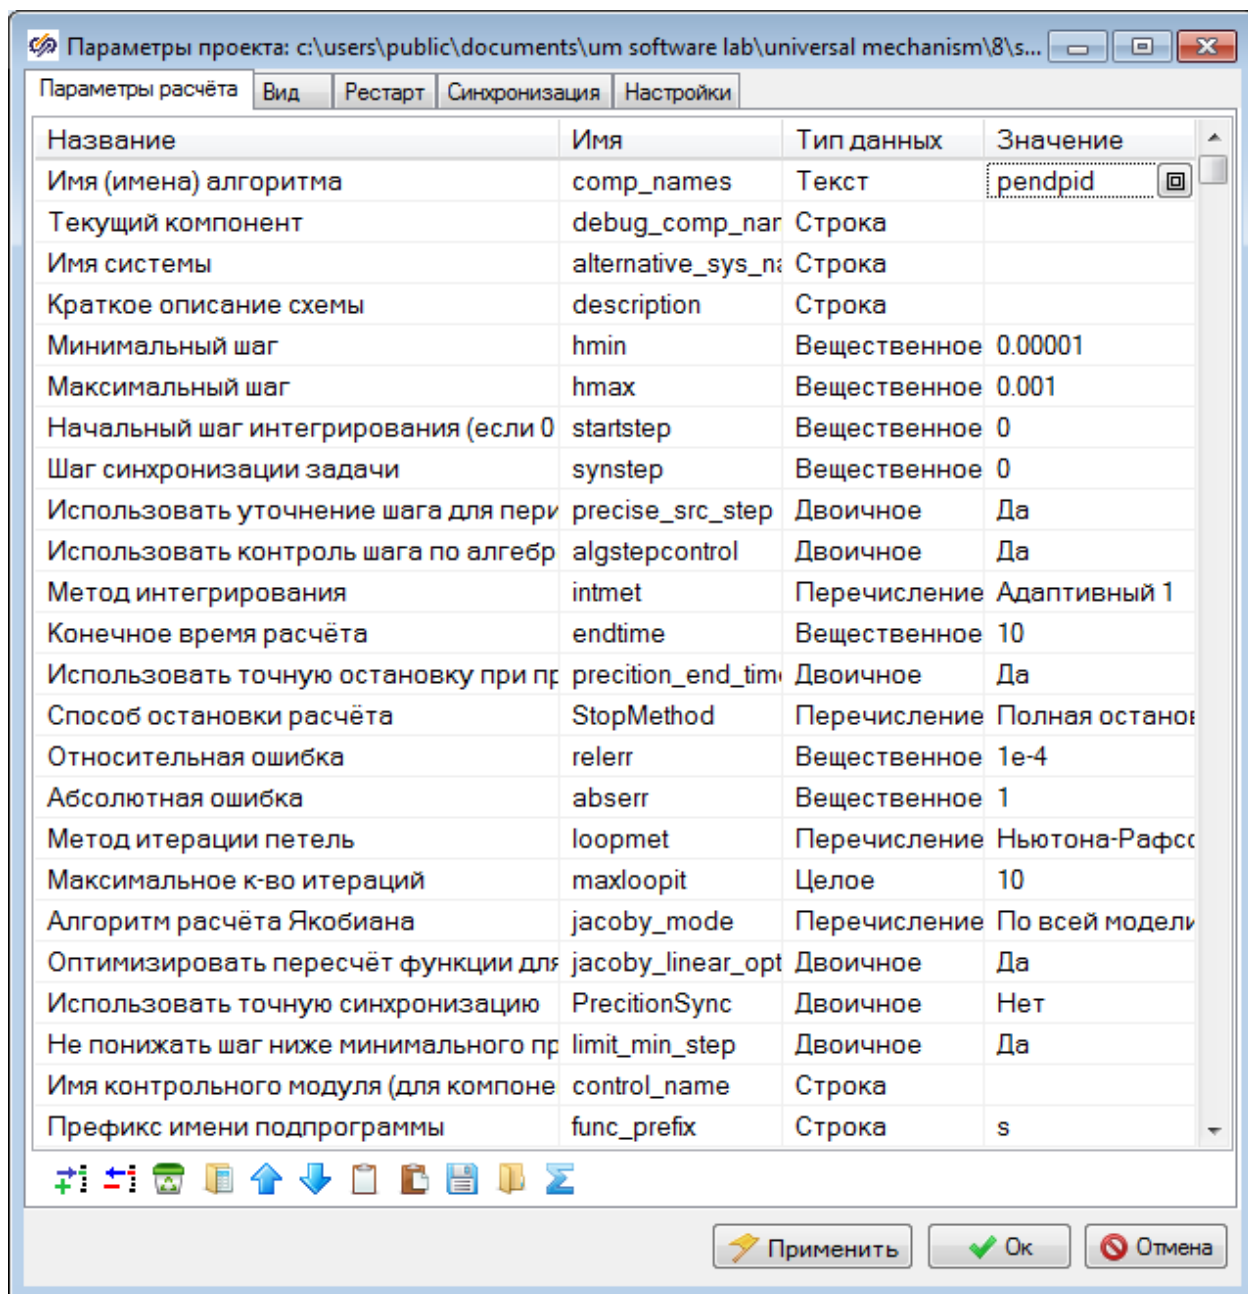 Параметры проекта: c:\users\public\documents\um software lab\universal mechanism\8\s...
Параметры расчёта Вид Рестарт Синхронизация Настройки
Название Имя Тип данных Значение
Имя (имена) алгоритма comp_names Текст pendpid
Текущий компонент debug_comp_nar Строка
Имя системы alternative_sys_na Строка
Краткое описание схемы description Строка
Минимальный шаг hmin Вещественное 0.00001
Максимальный шаг hmax Вещественное 0.001
Начальный шаг интегрирования (если 0 startstep Вещественное 0
Шаг синхронизации задачи synstep Вещественное 0
Использовать уточнение шага для пери precise_src_step Двоичное Да
Использовать контроль шага по алгебр algstepcontrol Двоичное Да
Метод интегрирования intmet Перечисление Адаптивный 1
Конечное время расчёта endtime Вещественное 10
Использовать точную остановку при пр precition_end_time Двоичное Да
Способ остановки расчёта StopMethod Перечисление Полная останов
Относительная ошибка relerr Вещественное 1e-4
Абсолютная ошибка abserr Вещественное 1
Метод итерации петель loopmet Перечисление Ньютона-Рафсо
Максимальное к-во итераций maxloopit Целое 10
Алгоритм расчёта Якобиана jacoby_mode Перечисление По всей модели
Оптимизировать пересчёт функции для jacoby_linear_opt Двоичное Да
Использовать точную синхронизацию PrecitionSync Двоичное Нет
Не понижать шаг ниже минимального пр limit_min_step Двоичное Да
Имя контрольного модуля (для компоне control_name Строка
Префикс имени подпрограммы func_prefix Строка s
Применить Ок Отмена